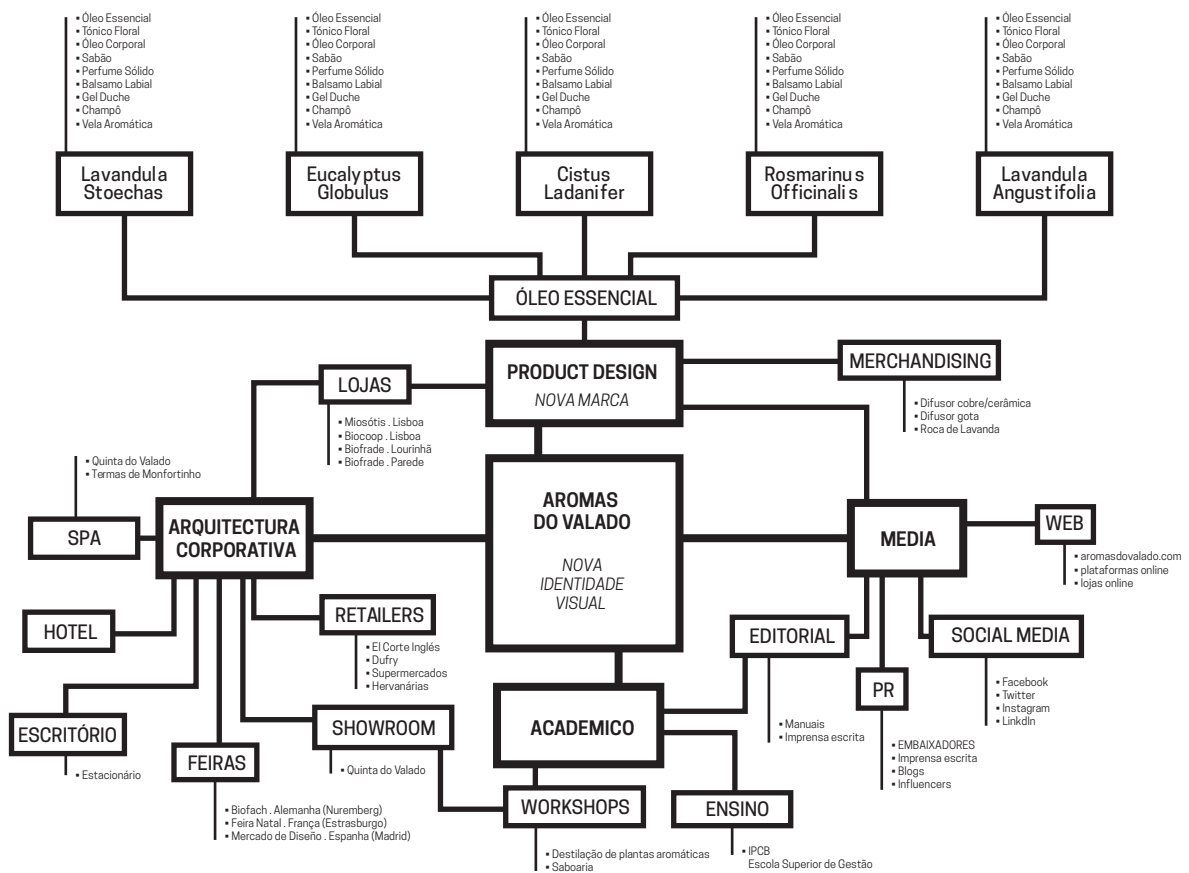 ▪ Óleo Essencial
▪ Tónico Floral
▪ Óleo Corporal
▪ Sabão
▪ Perfume Sólido
▪ Balsamo Labial
▪ Gel Duche
▪ Champô
▪ Vela Aromática
Lavandula
Stoechas
▪ Óleo Essencial
▪ Tónico Floral
▪ Óleo Corporal
▪ Sabão
▪ Perfume Sólido
▪ Balsamo Labial
▪ Gel Duche
▪ Champô
▪ Vela Aromática
Eucalyptus
Globulus
▪ Óleo Essencial
▪ Tónico Floral
▪ Óleo Corporal
▪ Sabão
▪ Perfume Sólido
▪ Balsamo Labial
▪ Gel Duche
▪ Champô
▪ Vela Aromática
Cistus
Ladanifer
▪ Óleo Essencial
▪ Tónico Floral
▪ Óleo Corporal
▪ Sabão
▪ Perfume Sólido
▪ Balsamo Labial
▪ Gel Duche
▪ Champô
▪ Vela Aromática
Rosmarinus
Officinalis
▪ Óleo Essencial
▪ Tónico Floral
▪ Óleo Corporal
▪ Sabão
▪ Perfume Sólido
▪ Balsamo Labial
▪ Gel Duche
▪ Champô
▪ Vela Aromática
Lavandula
Angustifolia
ÓLEO ESSENCIAL
PRODUCT DESIGN
NOVA MARCA
MERCHANDISING
▪ Difusor cobre/cerâmica
▪ Difusor gota
▪ Roca de Lavanda
LOJAS
▪ Miosótis . Lisboa
▪ Biocoop . Lisboa
▪ Biofrade . Lourinhã
▪ Biofrade . Parede
▪ Quinta do Valado
▪ Termas de Monfortinho
SPA
ARQUITECTURA
CORPORATIVA
AROMAS
DO VALADO
NOVA
IDENTIDADE
VISUAL
MEDIA
WEB
▪ aromasdovalado.com
▪ plataformas online
▪ lojas online
HOTEL
RETAILERS
▪ El Corte Inglés
▪ Dufry
▪ Supermercados
▪ Hervanárias
EDITORIAL
▪ Manuais
▪ Imprensa escrita
SOCIAL MEDIA
▪ Facebook
▪ Twitter
▪ Instagram
▪ LinkdIn
PR
▪ EMBAIXADORES
▪ Imprensa escrita
▪ Blogs
▪ Influencers
ESCRITÓRIO
▪ Estacionário
FEIRAS
▪ Biofach . Alemanha (Nuremberg)
▪ Feira Natal . França (Estrasburgo)
▪ Mercado de Diseño . Espanha (Madrid)
SHOWROOM
▪ Quinta do Valado
ACADEMICO
WORKSHOPS
▪ Destilação de plantas aromáticas
▪ Saboaria
ENSINO
▪ IPCB
Escola Superior de Gestão